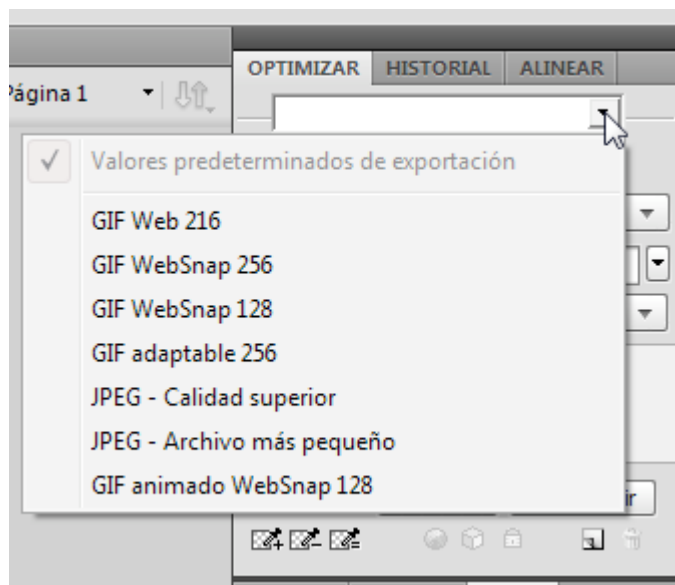 OPTIMIZAR HISTORIAL ALINEAR
Página 1
Valores predeterminados de exportación
GIF Web 216
GIF WebSnap 256
GIF WebSnap 128
GIF adaptable 256
JPEG - Calidad superior
JPEG - Archivo más pequeño
GIF animado WebSnap 128